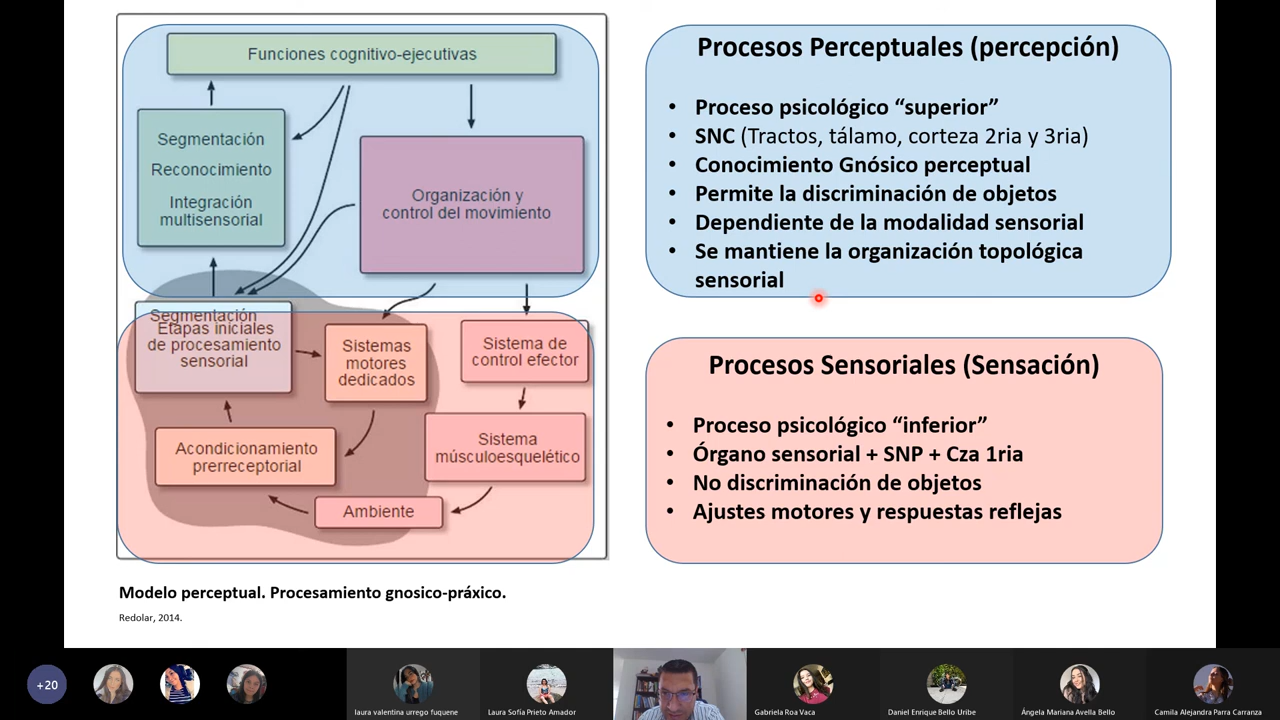 Funciones cognitivo-ejecutivas
Segmentación
Reconocimiento
Integración
multisensorial
Organización y
control del movimiento
Segmentación
Etapas iniciales
de procesamiento
sensorial
Sistemas
motores
dedicados
Sistema de
control efector
Acondicionamiento
prerreceptorial
Sistema
músculoesquelético
Ambiente
Modelo perceptual. Procesamiento gnosico-práxico.
Redolar, 2014.
Procesos Perceptuales (percepción)
• Proceso psicológico “superior”
• SNC (Tractos, tálamo, corteza 2ria y 3ria)
• Conocimiento Gnósico perceptual
• Permite la discriminación de objetos
• Dependiente de la modalidad sensorial
• Se mantiene la organización topológica
sensorial
Procesos Sensoriales (Sensación)
• Proceso psicológico “inferior”
• Órgano sensorial + SNP + Cza 1ria
• No discriminación de objetos
• Ajustes motores y respuestas reflejas
+20
laura valentina urrego fuquene
Laura Sofía Prieto Amador
Gabriela Roa Vaca
Daniel Enrique Bello Uribe
Ángela Mariana Avella Bello
Camila Alejandra Parra Carranza